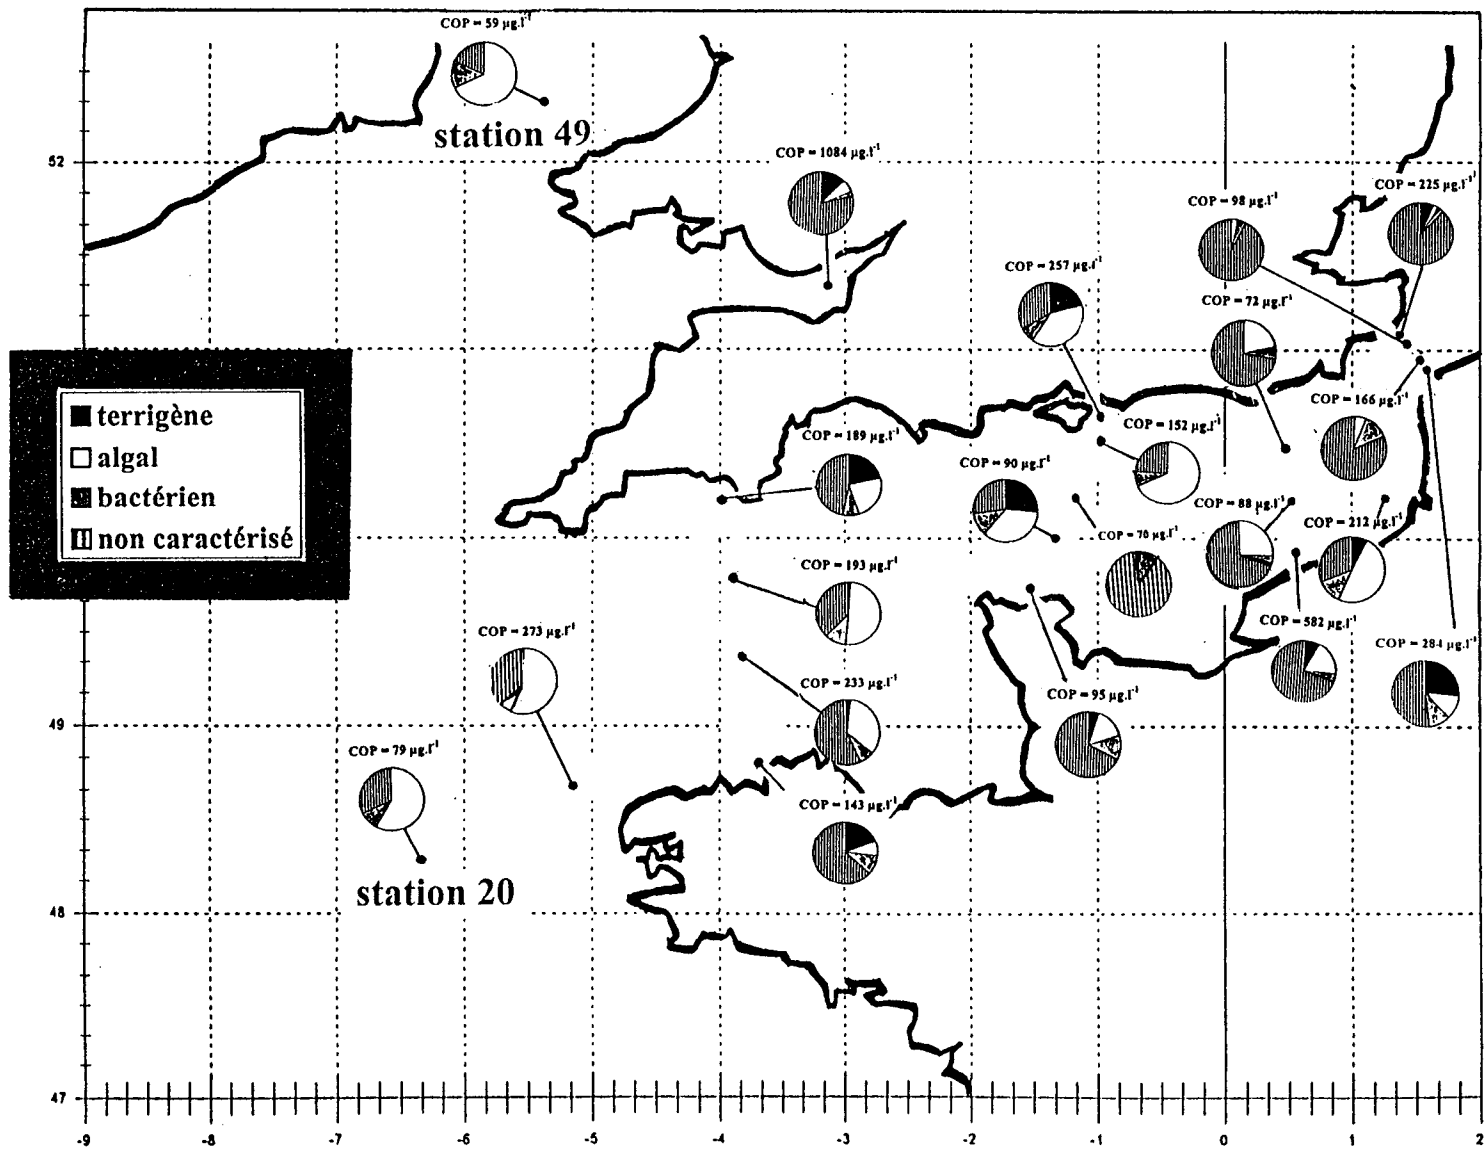 COP = 59 µg.l⁻¹
station 49
52
COP = 1084 µg.l⁻¹
COP = 225 µg.l⁻¹
COP = 98 µg.l⁻¹
COP = 257 µg.l⁻¹
COP = 72 µg.l⁻¹
terrigène
algal
bactérien
non caractérisé
COP = 166 µg.l⁻¹
COP = 152 µg.l⁻¹
COP = 189 µg.l⁻¹
COP = 90 µg.l⁻¹
COP = 88 µg.l⁻¹
COP = 212 µg.l⁻¹
COP = 70 µg.l⁻¹
COP = 193 µg.l⁻¹
COP = 273 µg.l⁻¹
COP = 582 µg.l⁻¹
COP = 284 µg.l⁻¹
COP = 233 µg.l⁻¹
COP = 95 µg.l⁻¹
49
COP = 79 µg.l⁻¹
COP = 143 µg.l⁻¹
station 20
48
47
-9 -8 -7 -6 -5 -4 -3 -2 -1 0 1 2